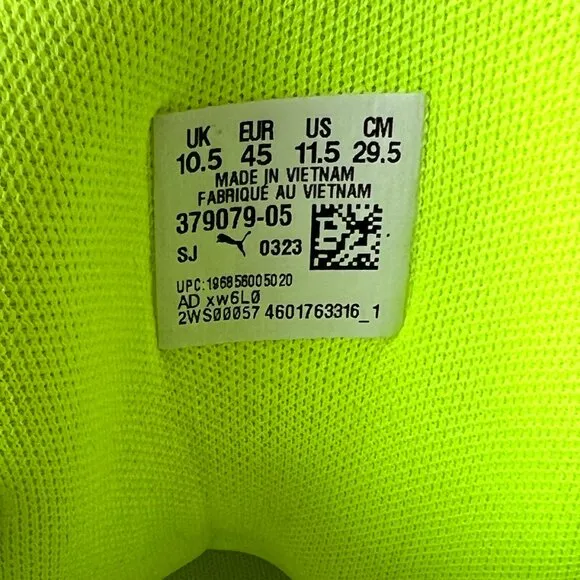 UK EUR US CM
10.5 45 11.5 29.5
MADE IN VIETNAM
FABRIQUÉ AU VIETNAM
379079-05
SJ 0323
UPC:196856005020
AD xw6L0
2WS00057 4601763316_1